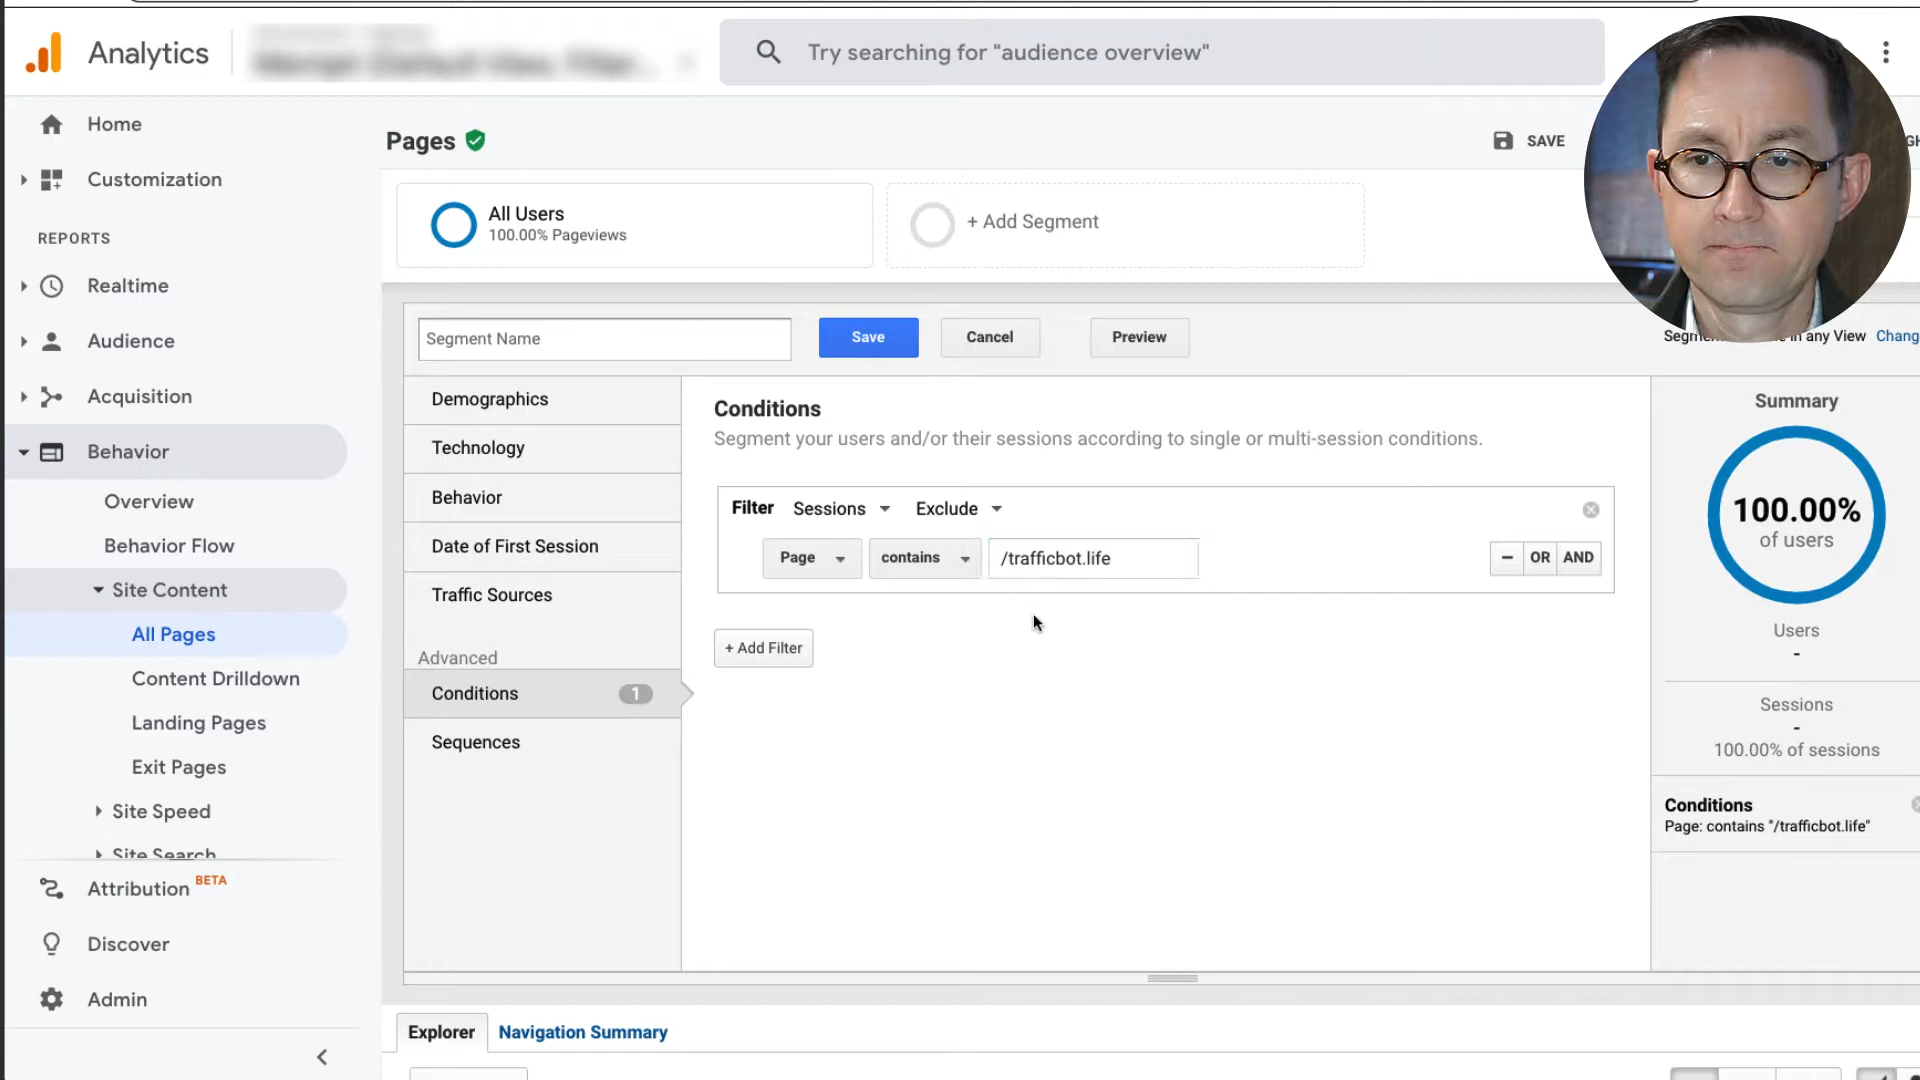 Analytics
Try searching for "audience overview"
Home
Customization
REPORTS
Realtime
Audience
Acquisition
Behavior
Overview
Behavior Flow
Site Content
All Pages
Content Drilldown
Landing Pages
Exit Pages
Site Speed
Site Search
Attribution BETA
Discover
Admin
Pages
SAVE
All Users
100.00% Pageviews
+ Add Segment
Segment Name
Save
Cancel
Preview
in any View
Demographics
Technology
Behavior
Date of First Session
Traffic Sources
Advanced
Conditions 1
Sequences
Conditions
Segment your users and/or their sessions according to single or multi-session conditions.
Filter Sessions Exclude
Page contains /trafficbot.life
− OR AND
+ Add Filter
Summary
100.00%
of users
Users
-
Sessions
-
100.00% of sessions
Conditions
Page: contains "/trafficbot.life"
Explorer Navigation Summary